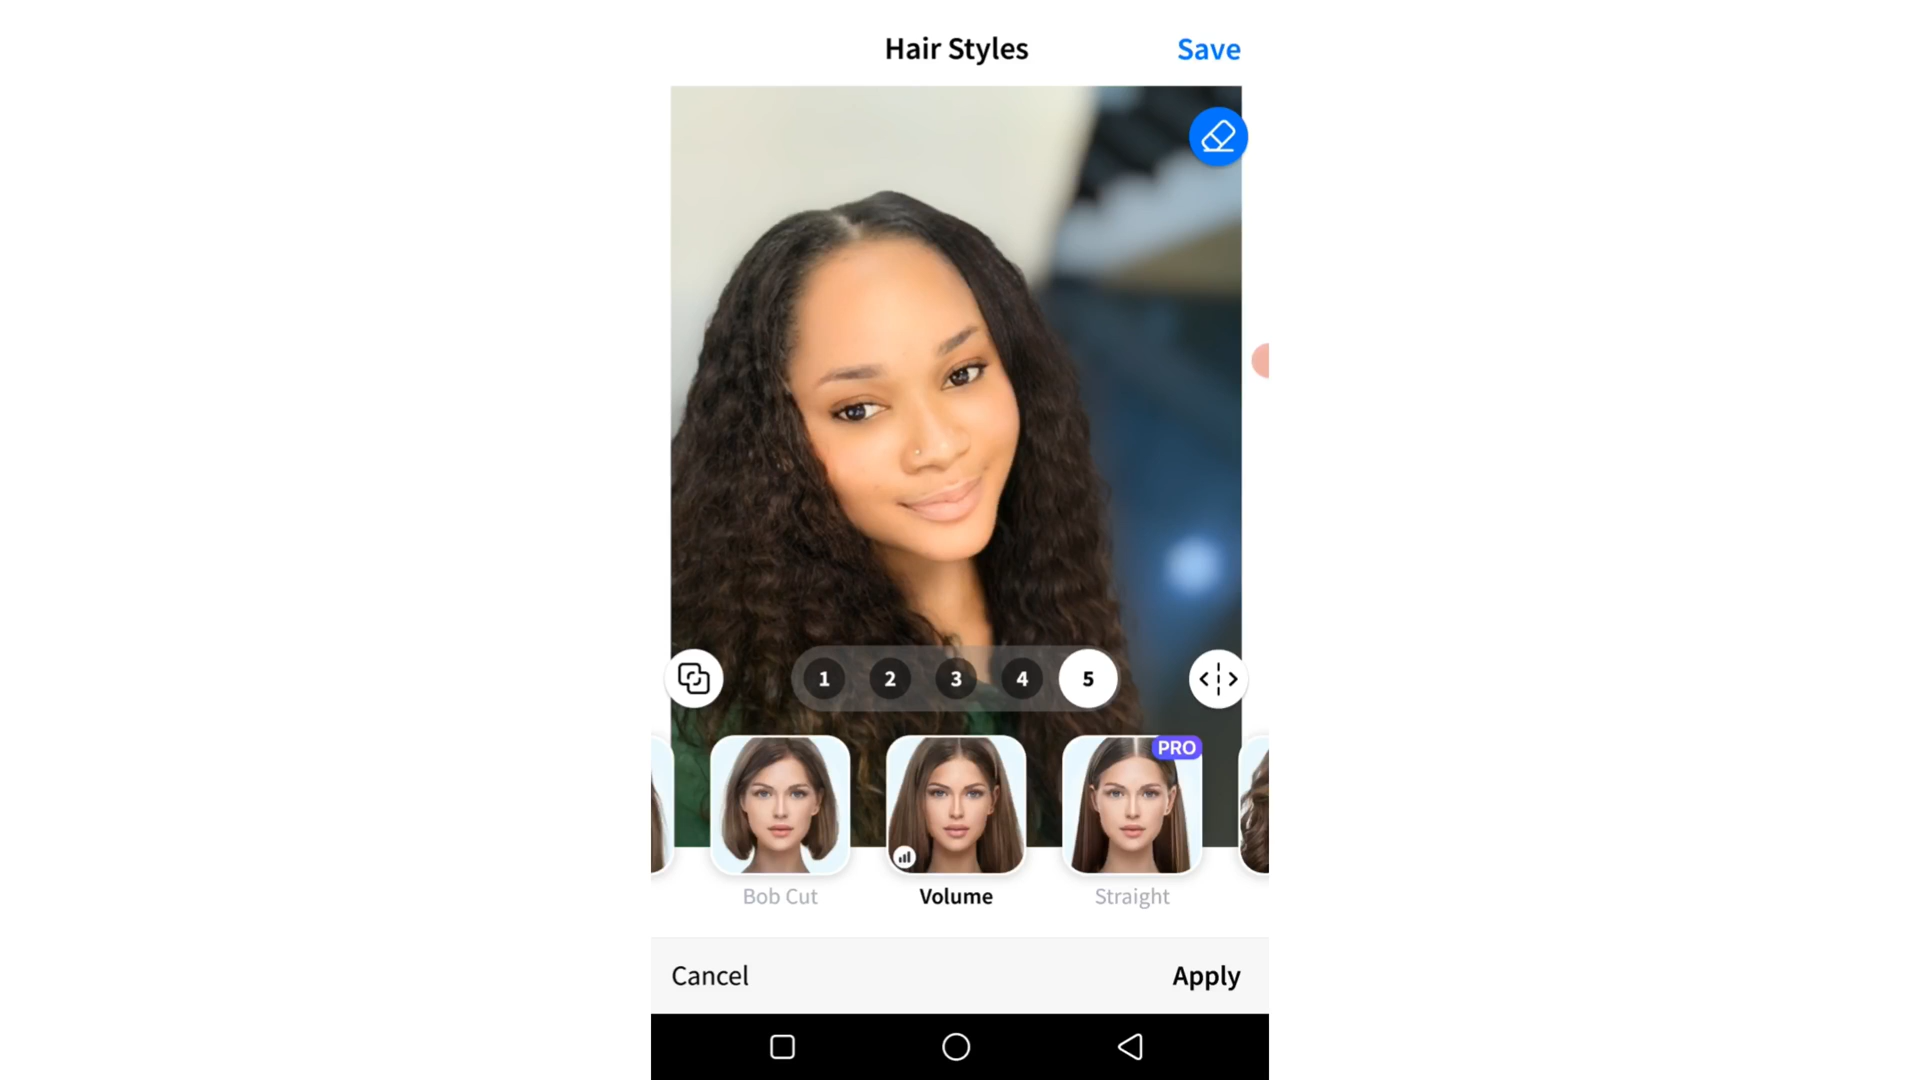 Hair Styles
Save
1 2 3 4 5
PRO
Bob Cut
Volume
Straight
Cancel
Apply